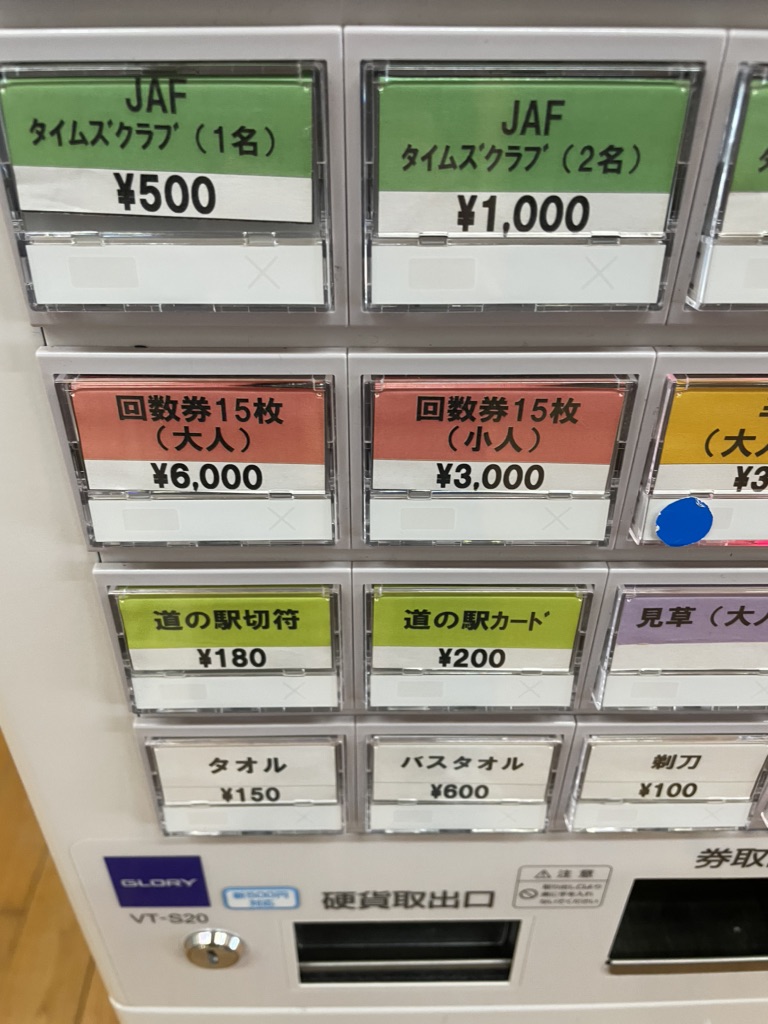 JAF
タイムズクラブ（1名）
¥500
JAF
タイムズクラブ（2名）
¥1,000
回数券15枚
（大人）
¥6,000
回数券15枚
（小人）
¥3,000
（大人
¥3
道の駅切符
¥180
道の駅カード
¥200
見草（大人
タオル
¥150
バスタオル
¥600
剃刀
¥100
GLORY
VT-S20
新500円
対応
硬貨取出口
注意
券取